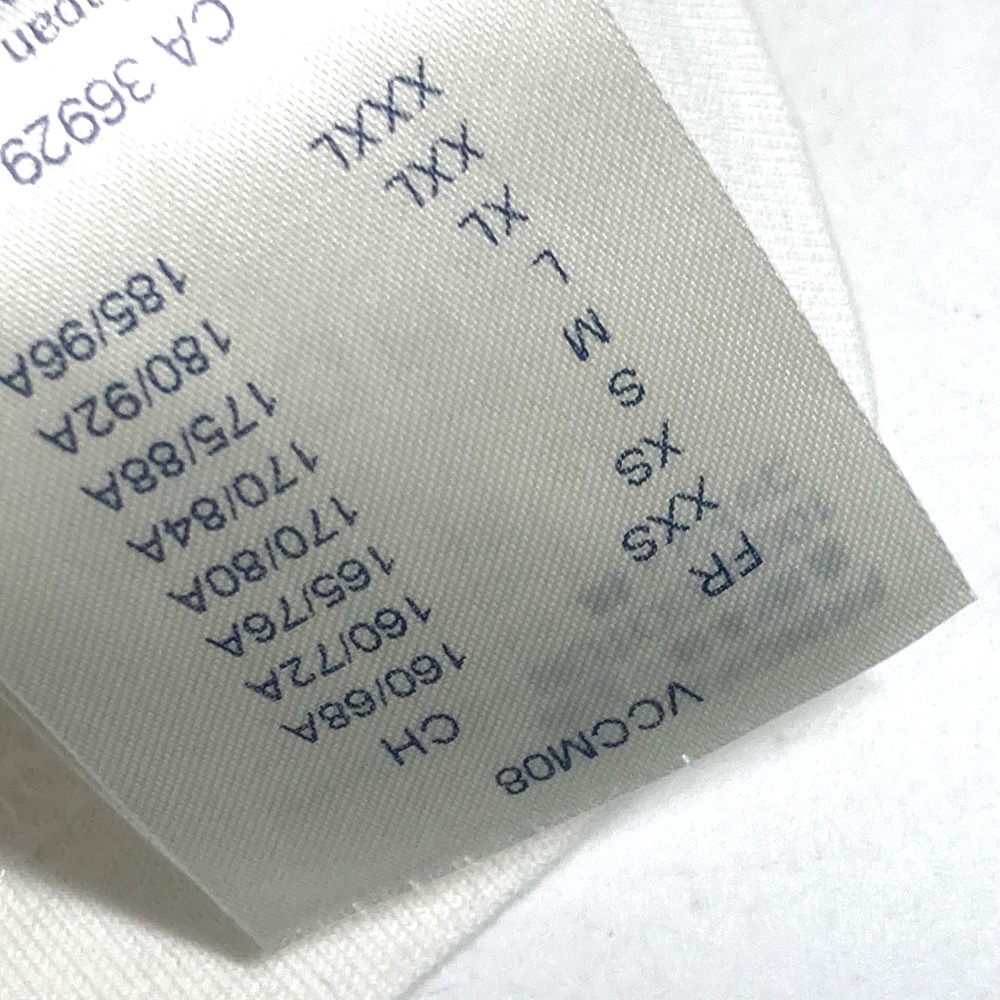 VCCM08
FR CH
XXS 160/68A
XS 160/72A
S 165/76A
M 170/80A
L 170/84A
XL 175/88A
XXL 180/92A
XXXL 185/96A
CA 36929